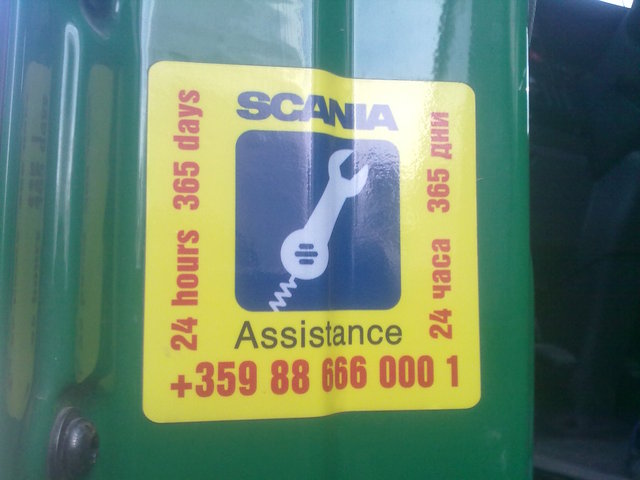 SCANIA
24 hours 365 days
24 часа 365 дни
Assistance
+359 88 666 000 1